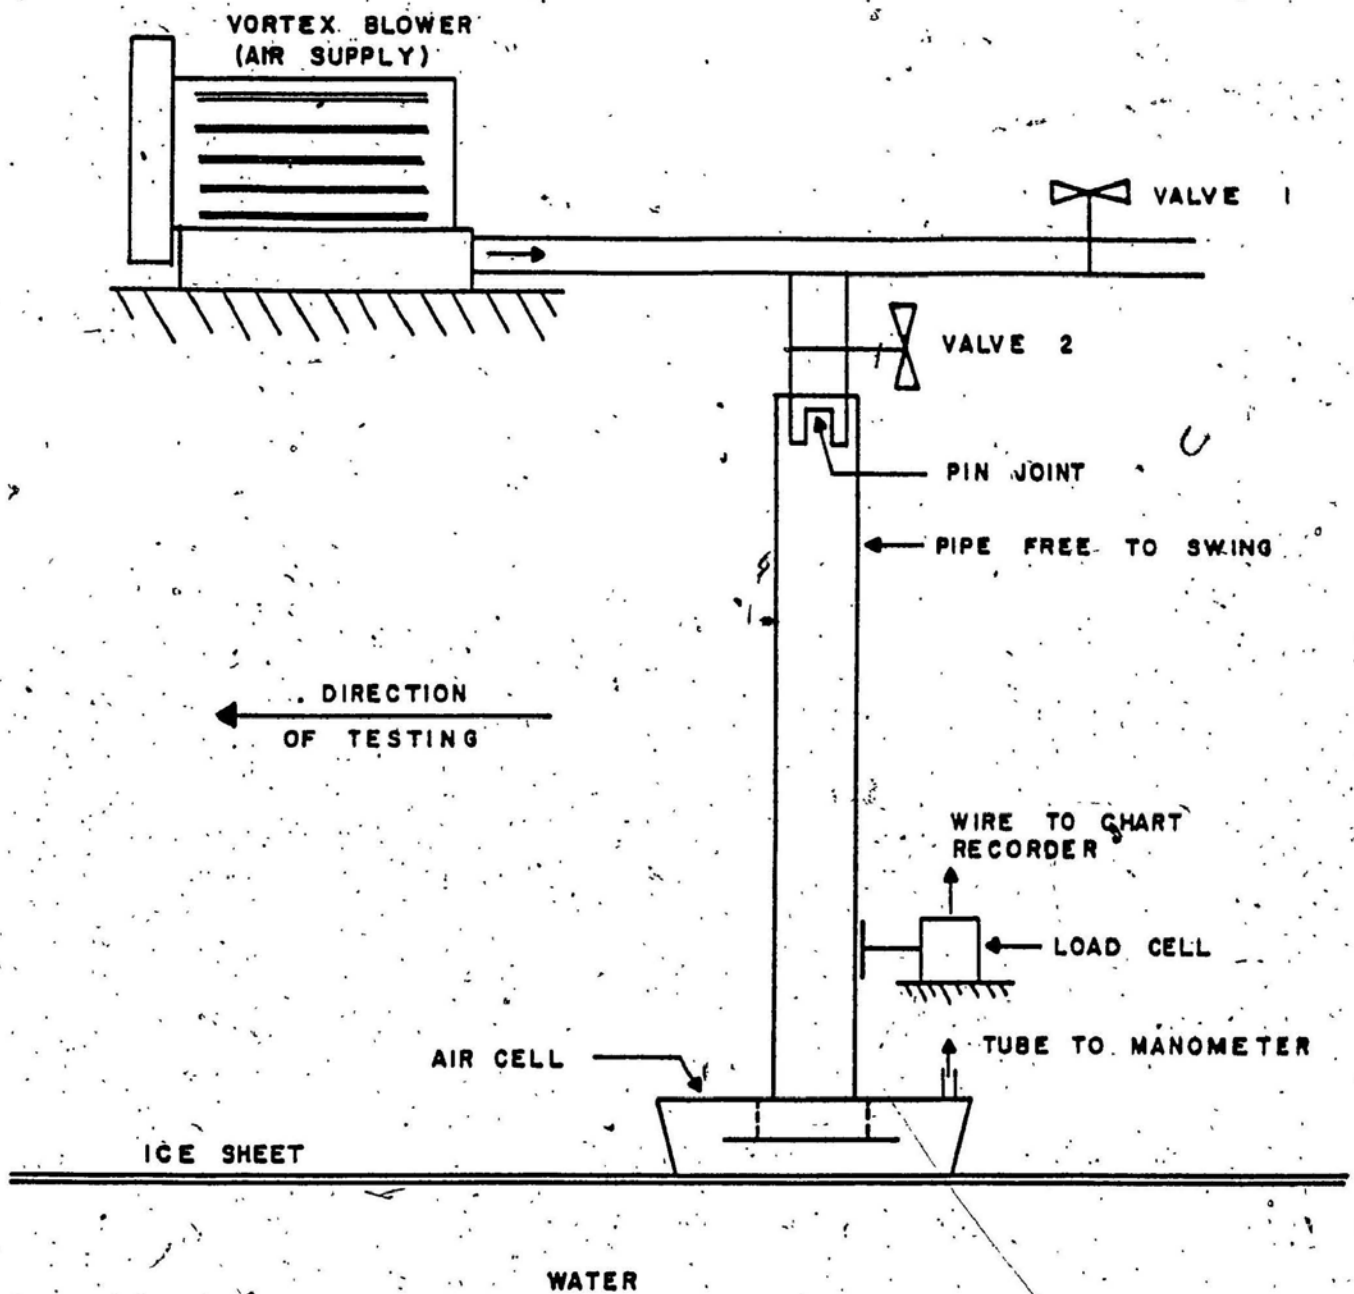 VORTEX BLOWER
(AIR SUPPLY)
VALVE 1
VALVE 2
PIN JOINT
PIPE FREE TO SWING
DIRECTION
OF TESTING
WIRE TO CHART
RECORDER
LOAD CELL
TUBE TO MANOMETER
AIR CELL
ICE SHEET
WATER